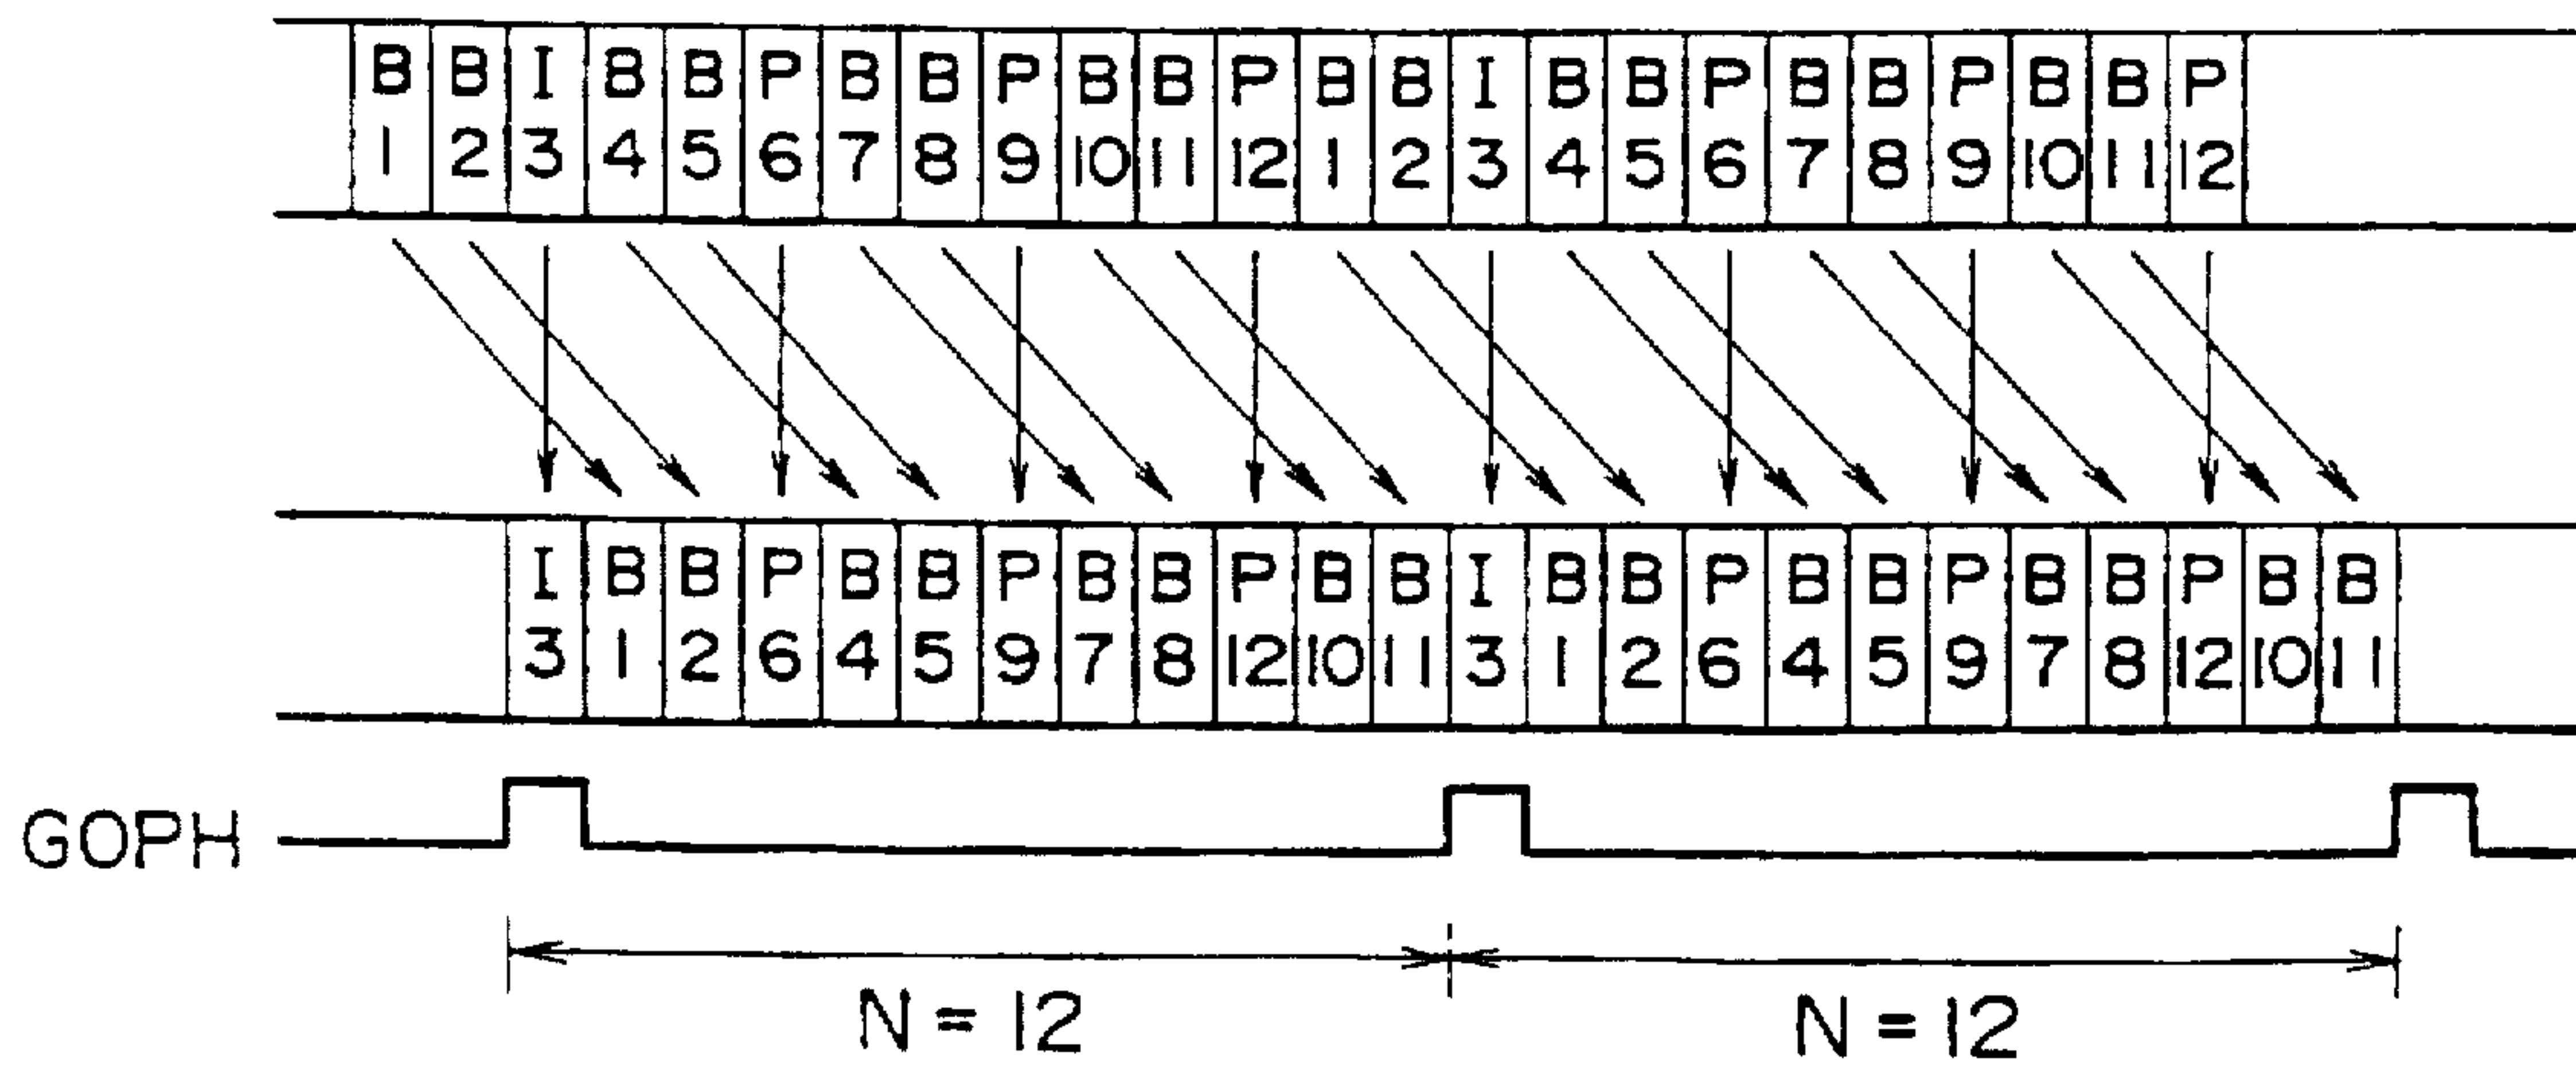 B B I B B P B B P B B P B B I B B P B B P B B P
1 2 3 4 5 6 7 8 9 10 11 12 1 2 3 4 5 6 7 8 9 10 11 12
I B B P B B P B B P B B I B B P B B P B B P B B
3 1 2 6 4 5 9 7 8 12 10 11 3 1 2 6 4 5 9 7 8 12 10 11
GOPH
N = 12 N = 12